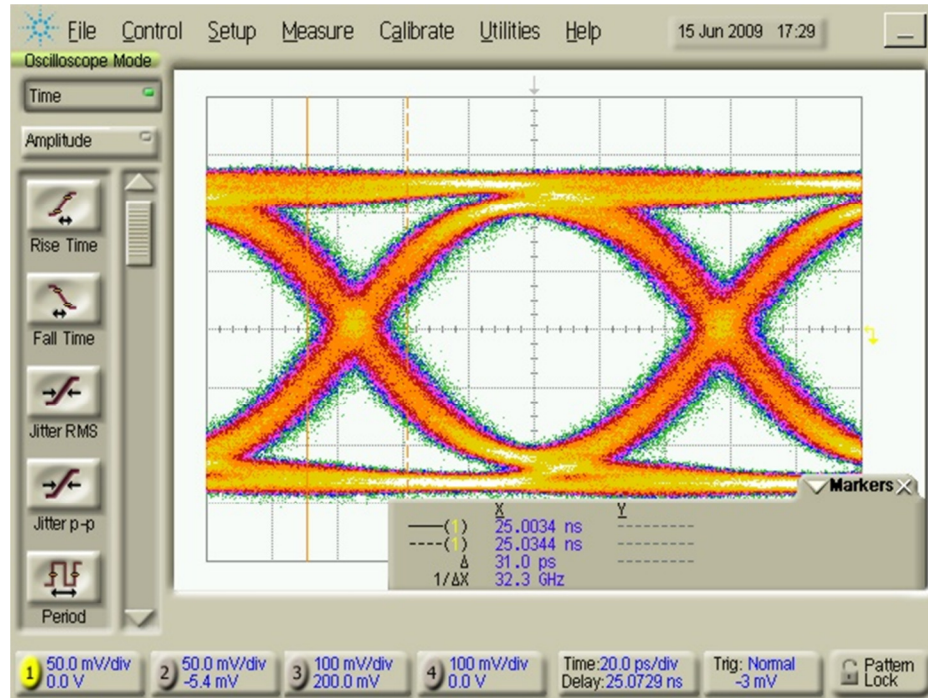 File Control Setup Measure Calibrate Utilities Help 15 Jun 2009 17:29
Oscilloscope Mode
Time
Amplitude
Rise Time
Fall Time
Jitter RMS
Jitter p-p
Period
Markers
X Y
——(1) 25.0034 ns ---------
----(1) 25.0344 ns ---------
Δ 31.0 ps ---------
1/ΔX 32.3 GHz
1 50.0 mV/div 0.0 V
2 50.0 mV/div -5.4 mV
3 100 mV/div 200.0 mV
4 100 mV/div 0.0 V
Time:20.0 ps/div
Delay:25.0729 ns
Trig: Normal
-3 mV
Pattern
Lock